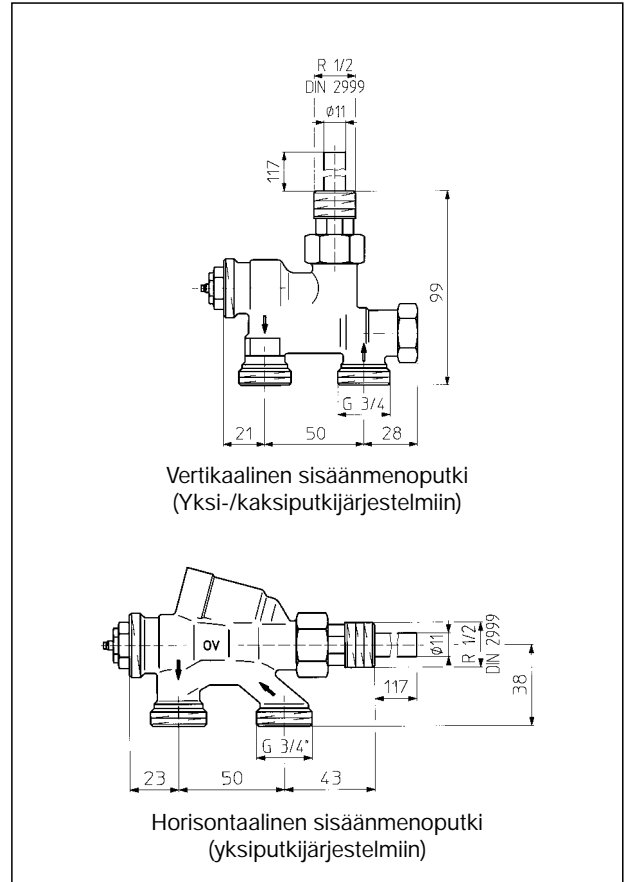 R 1/2
DIN 2999
ø11
117
99
G 3/4
21 50 28
Vertikaalinen sisäänmenoputki
(Yksi-/kaksiputkijärjestelmiin)
OV
ø11
R 1/2
DIN 2999
117
38
G 3/4"
23 50 43
Horisontaalinen sisäänmenoputki
(yksiputkijärjestelmiin)